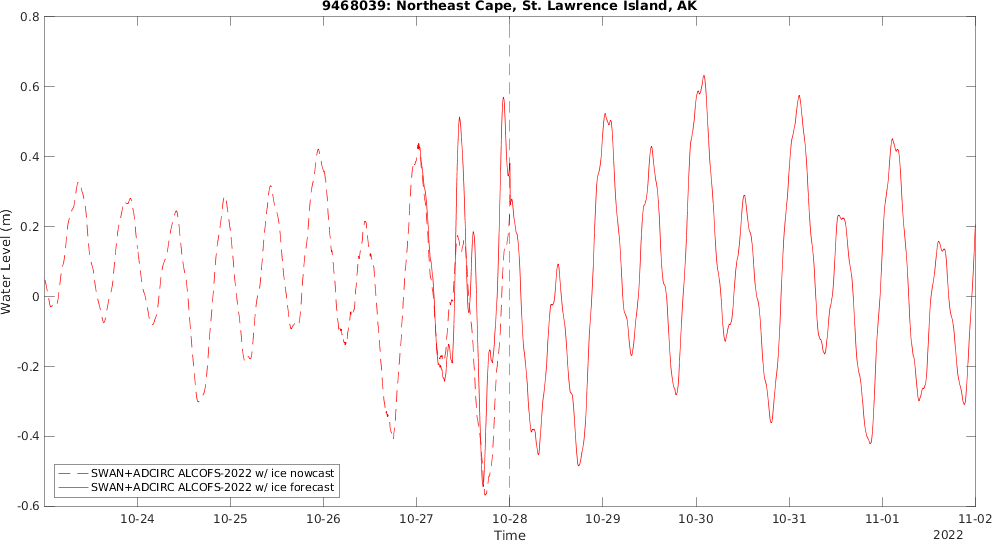 9468039: Northeast Cape, St. Lawrence Island, AK
0.8
0.6
0.4
0.2
0
-0.2
-0.4
-0.6
Water Level (m)
SWAN+ADCIRC ALCOFS-2022 w/ ice nowcast
SWAN+ADCIRC ALCOFS-2022 w/ ice forecast
10-24 10-25 10-26 10-27 10-28 10-29 10-30 10-31 11-01 11-02
Time
2022